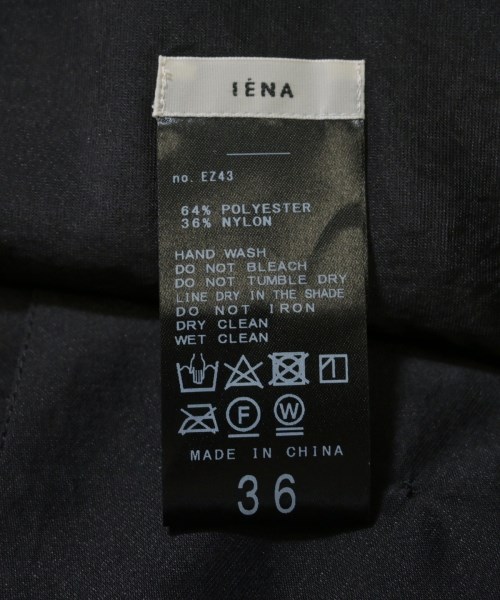 IÉNA
no. EZ43
64% POLYESTER
36% NYLON
HAND WASH
DO NOT BLEACH
DO NOT TUMBLE DRY
LINE DRY IN THE SHADE
DO NOT IRON
DRY CLEAN
WET CLEAN
F W
MADE IN CHINA
36